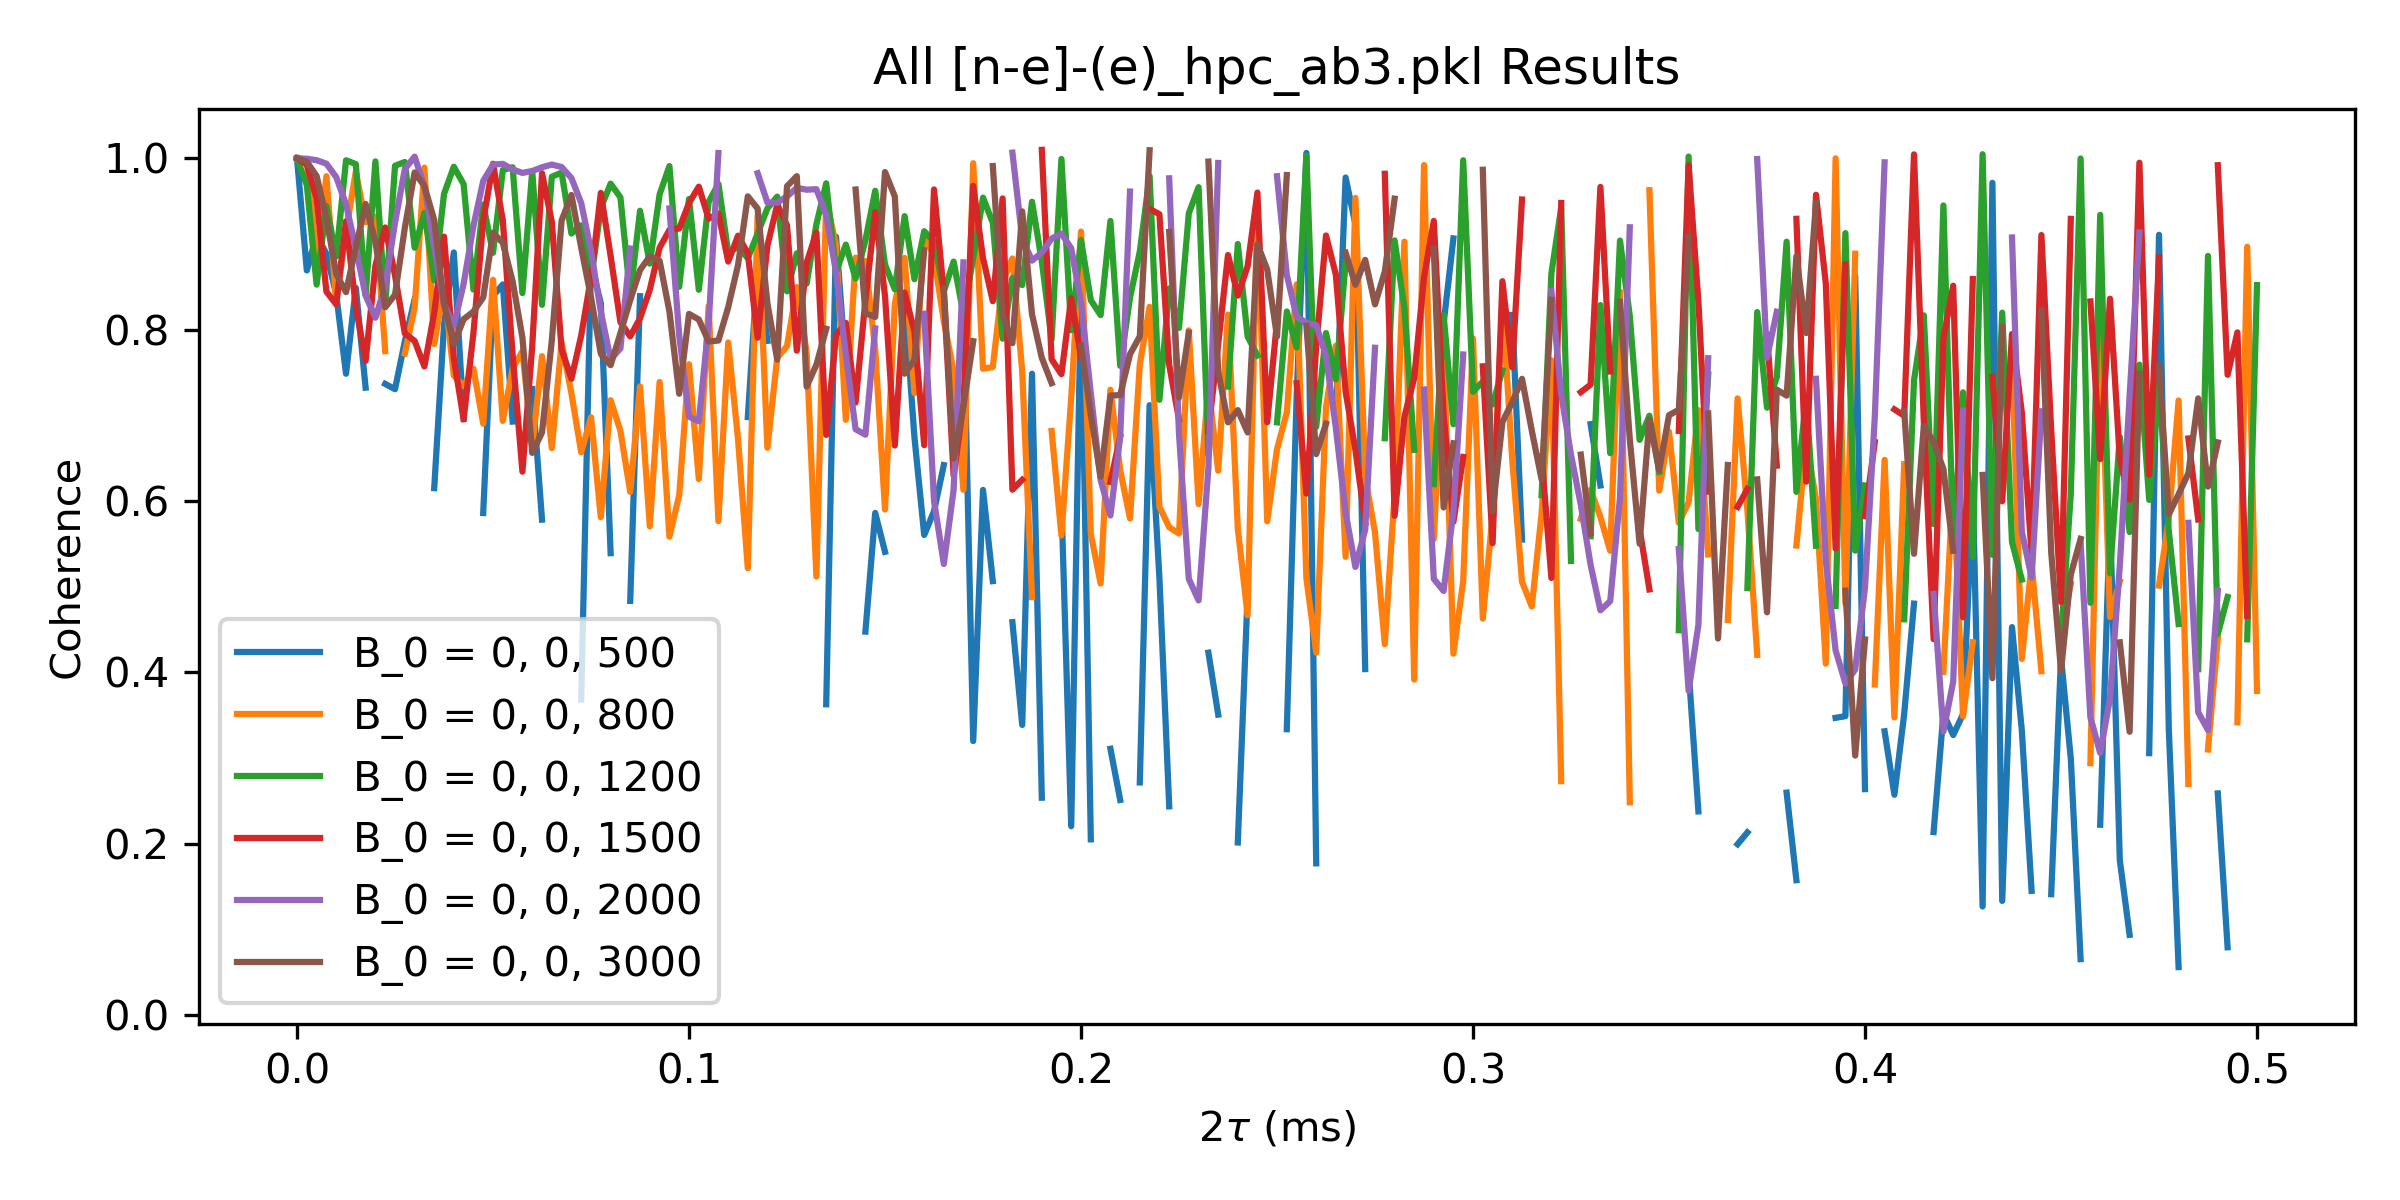 All [n-e]-(e)_hpc_ab3.pkl Results
Coherence
1.0
0.8
0.6
0.4
0.2
0.0
B_0 = 0, 0, 500
B_0 = 0, 0, 800
B_0 = 0, 0, 1200
B_0 = 0, 0, 1500
B_0 = 0, 0, 2000
B_0 = 0, 0, 3000
0.0 0.1 0.2 0.3 0.4 0.5
2τ (ms)